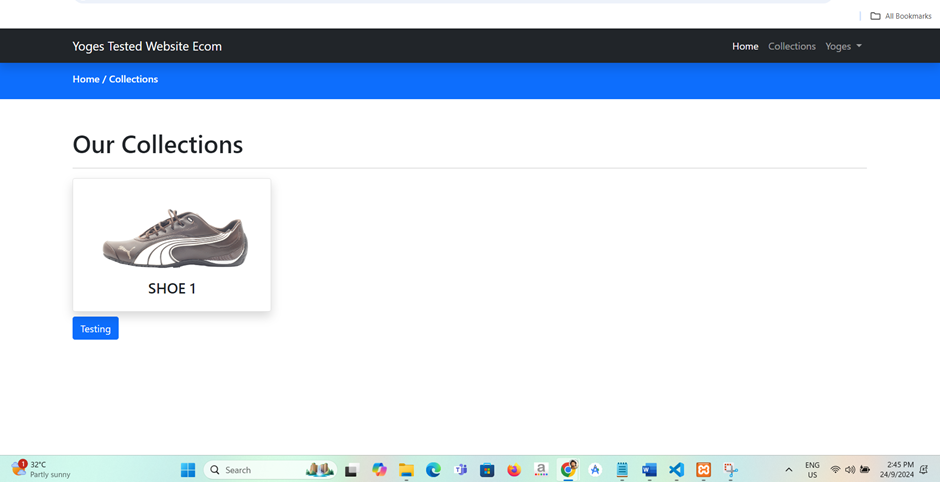 All Bookmarks
Yoges Tested Website Ecom
Home Collections Yoges
Home / Collections
Our Collections
SHOE 1
Testing
1
32°C
Partly sunny
Search
ENG
US
2:45 PM
24/9/2024